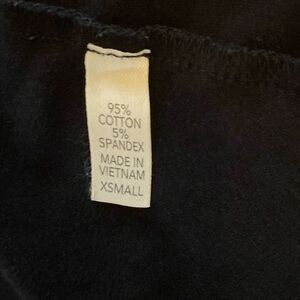 95%
COTTON
5%
SPANDEX
MADE IN
VIETNAM
XSMALL